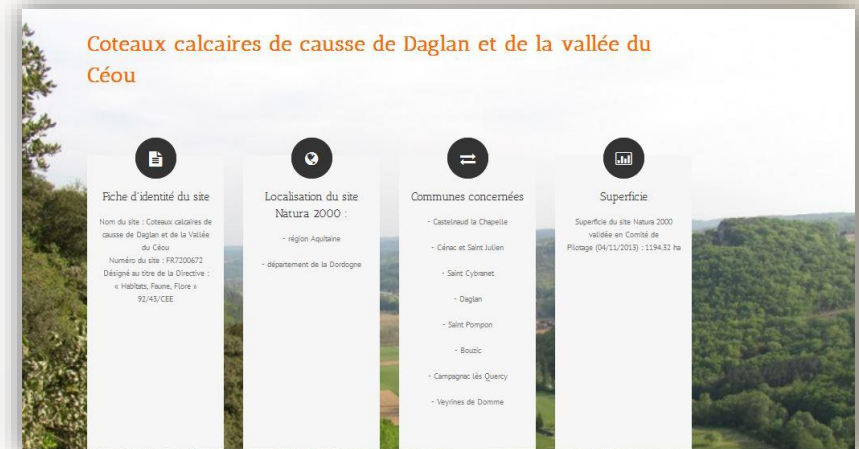 Coteaux calcaires de causse de Daglan et de la vallée du
Céou
Fiche d'identité du site
Nom du site : Coteaux calcaires de
causse de Daglan et de la Vallée
du Céou
Numéro du site : FR7200672
Désigné au titre de la Directive :
« Habitats, Faune, Flore »
92/43/CEE
Localisation du site
Natura 2000 :
- région Aquitaine
- département de la Dordogne
Communes concernées
- Castelnaud la Chapelle
- Cénac et Saint Julien
- Saint Cybranet
- Daglan
- Saint Pompon
- Bouzic
- Campagnac lès Quercy
- Veyrines de Domme
Superficie
Superficie du site Natura 2000
validée en Comité de
Pilotage (04/11/2013) : 1194.32 ha